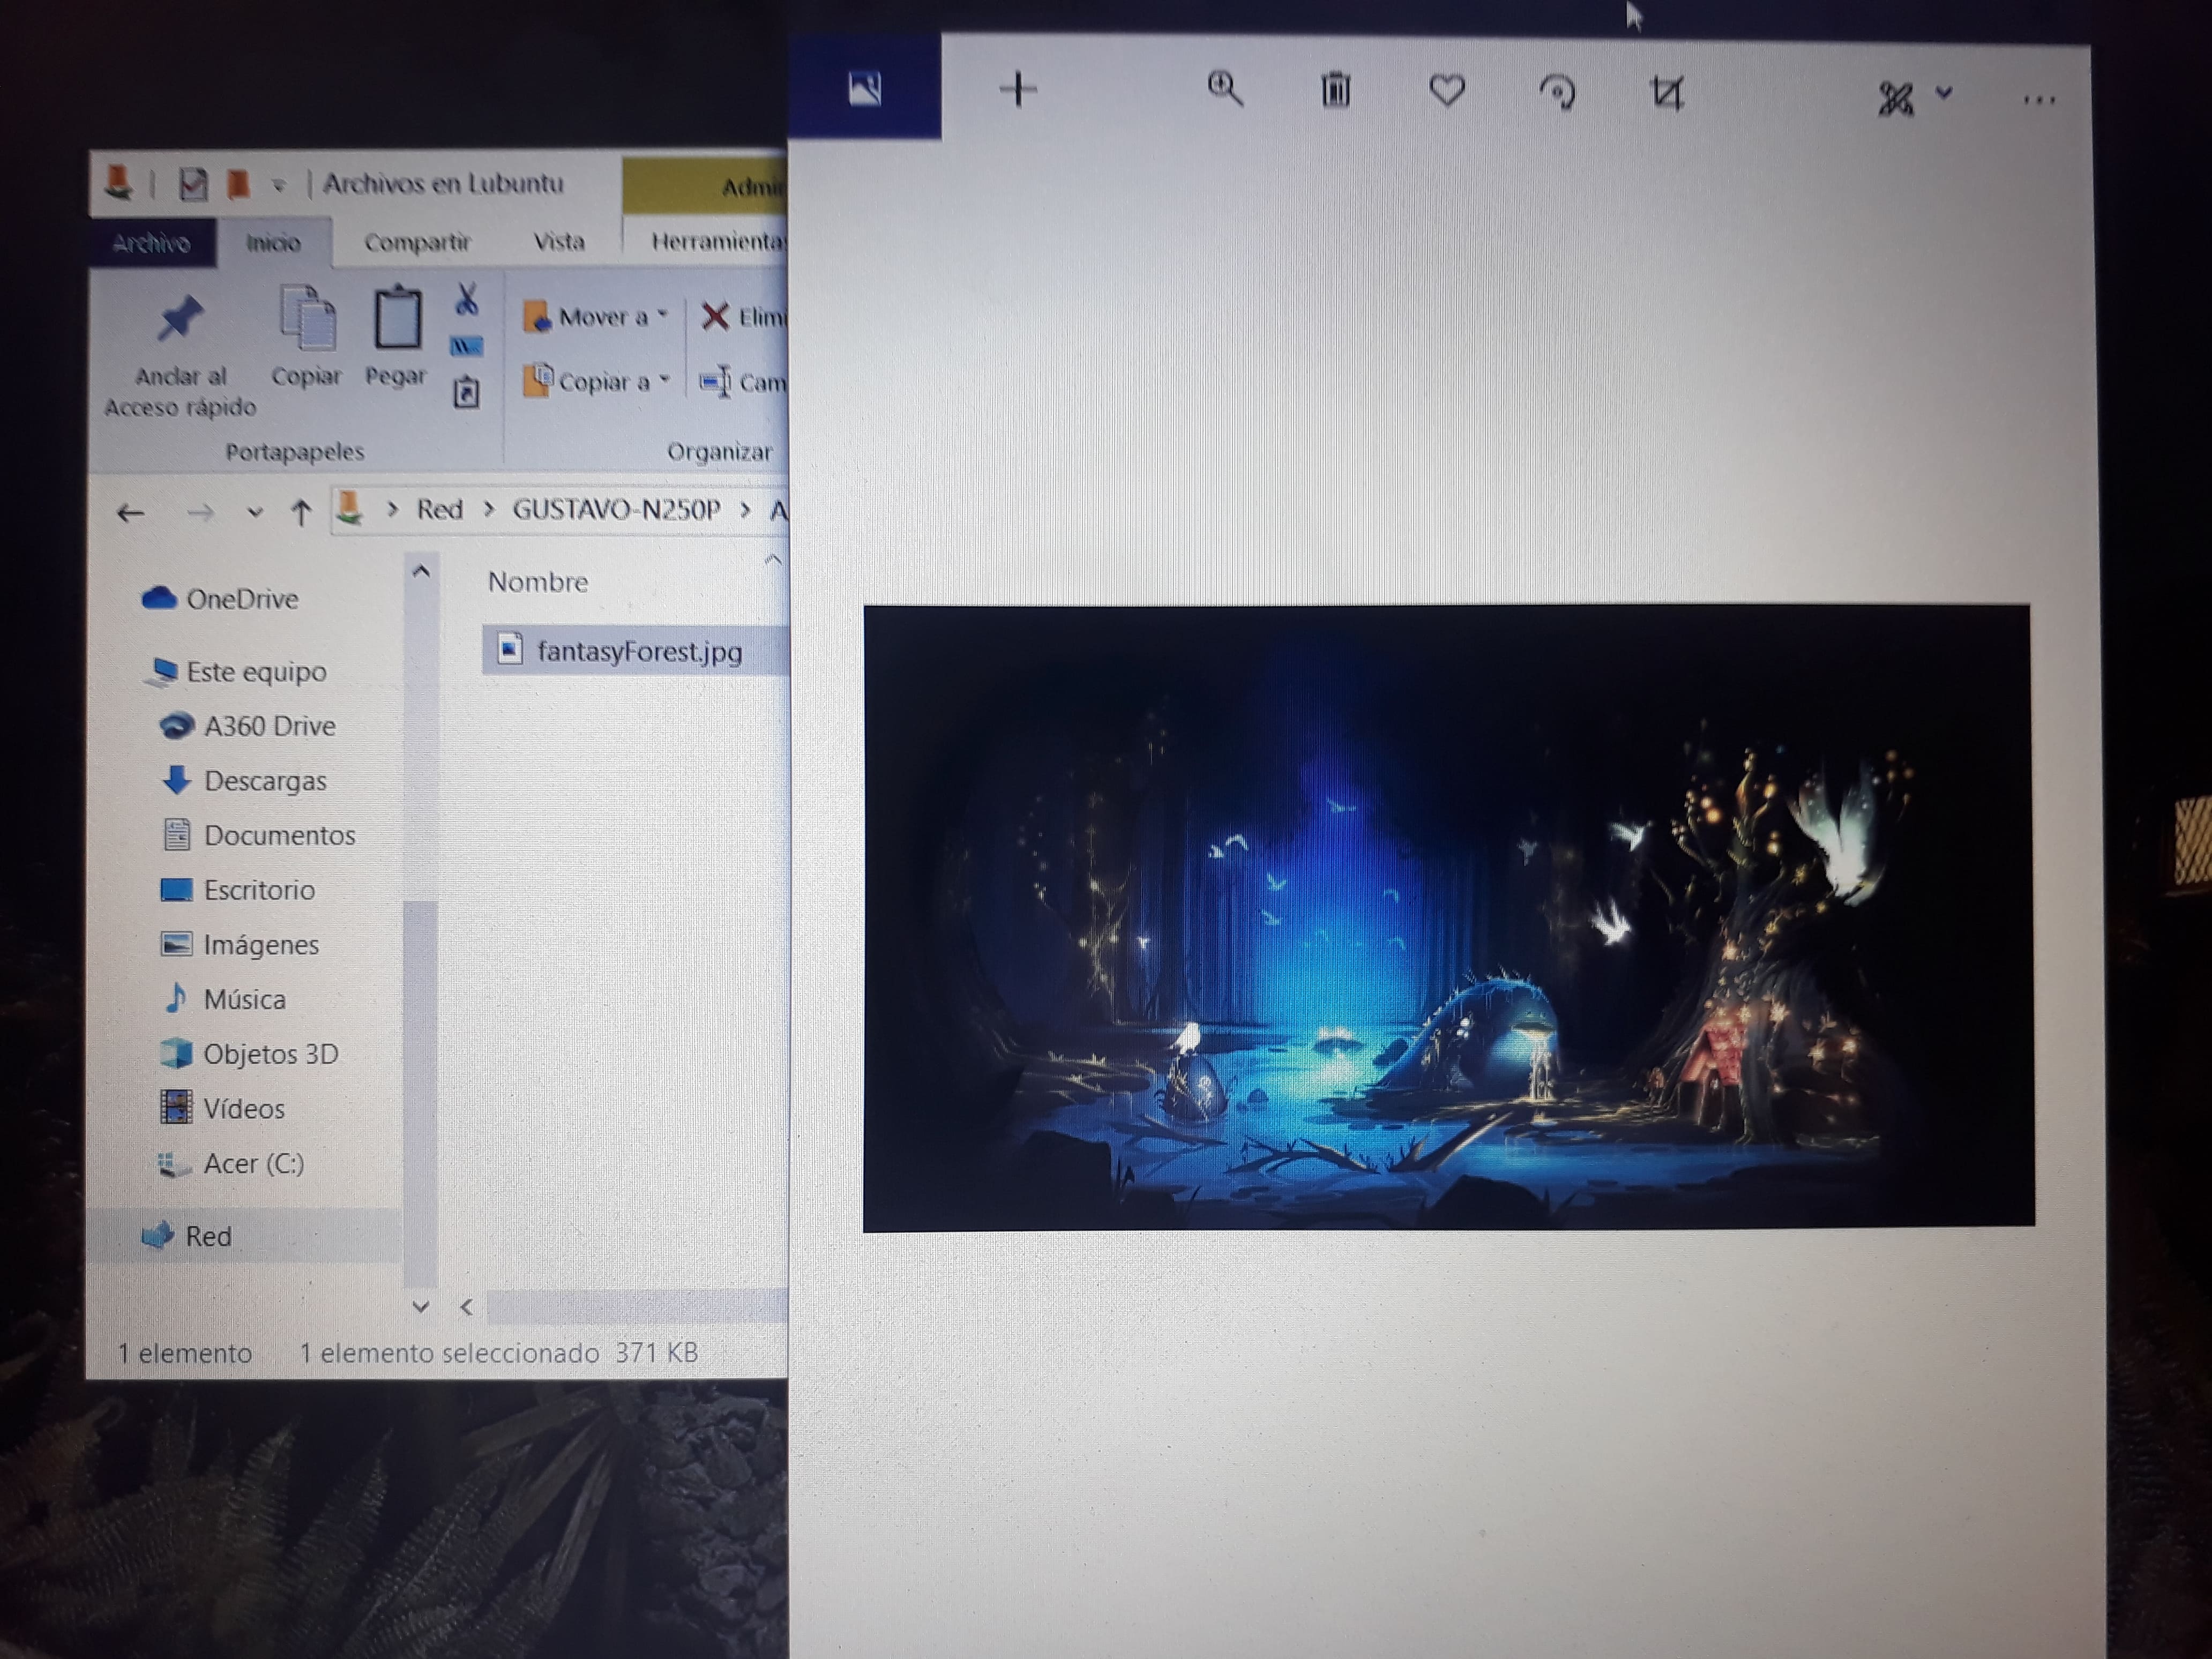 Archivos en Lubuntu
Admin
Archivo Inicio Compartir Vista Herramientas
Anclar al
Acceso rápido
Copiar
Pegar
Mover a
Copiar a
Elim
Cam
Portapapeles
Organizar
Red > GUSTAVO-N250P > A
OneDrive
Este equipo
A360 Drive
Descargas
Documentos
Escritorio
Imágenes
Música
Objetos 3D
Vídeos
Acer (C:)
Red
Nombre
fantasyForest.jpg
1 elemento 1 elemento seleccionado 371 KB